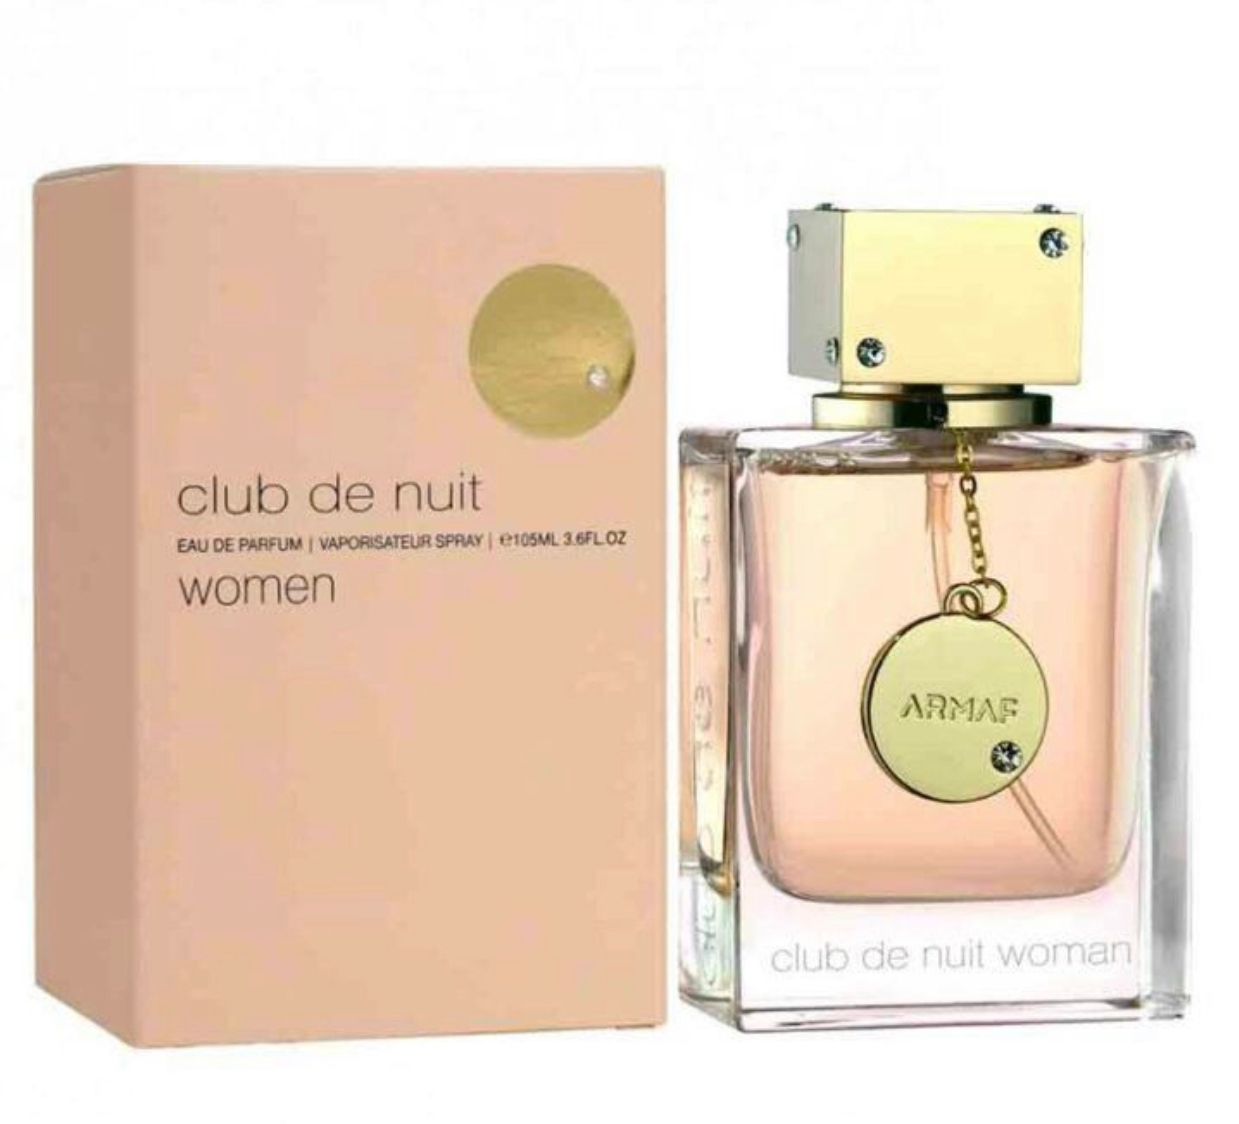 club de nuit
EAU DE PARFUM | VAPORISATEUR SPRAY | ℮105ML 3.6FL.OZ
women
ARMAF
club de nuit woman